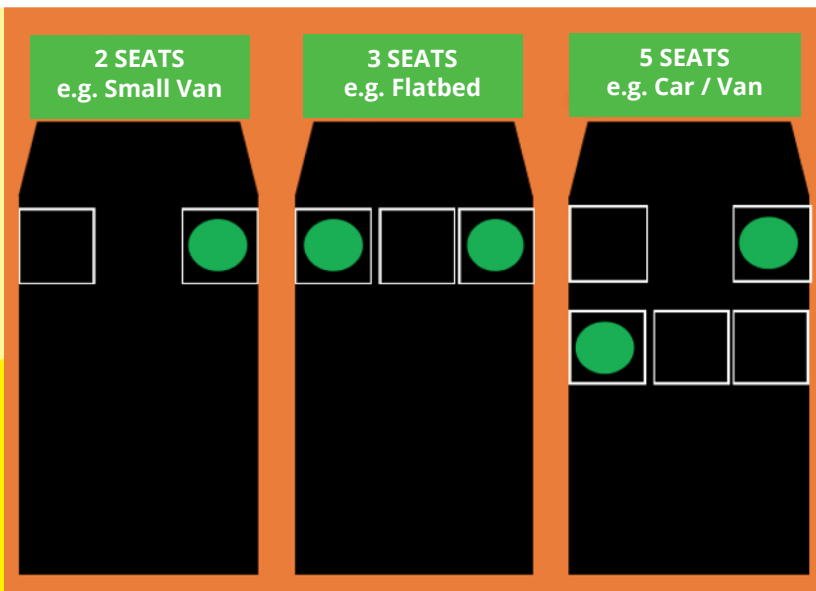 2 SEATS
e.g. Small Van
3 SEATS
e.g. Flatbed
5 SEATS
e.g. Car / Van